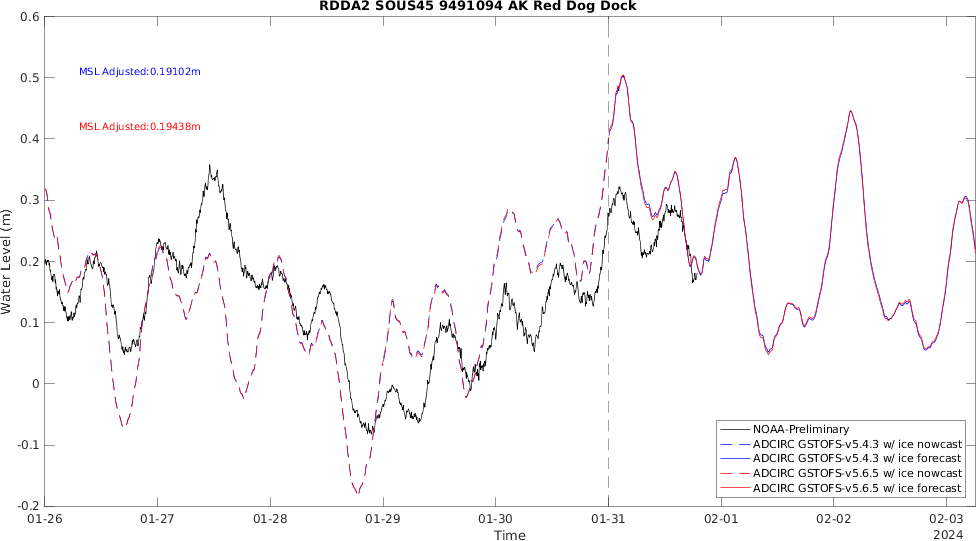 RDDA2 SOUS45 9491094 AK Red Dog Dock
0.6
0.5
0.4
0.3
0.2
0.1
0
-0.1
-0.2
Water Level (m)
MSL Adjusted:0.19102m
MSL Adjusted:0.19438m
NOAA-Preliminary
ADCIRC GSTOFS-v5.4.3 w/ ice nowcast
ADCIRC GSTOFS-v5.4.3 w/ ice forecast
ADCIRC GSTOFS-v5.6.5 w/ ice nowcast
ADCIRC GSTOFS-v5.6.5 w/ ice forecast
01-26 01-27 01-28 01-29 01-30 01-31 02-01 02-02 02-03
Time 2024